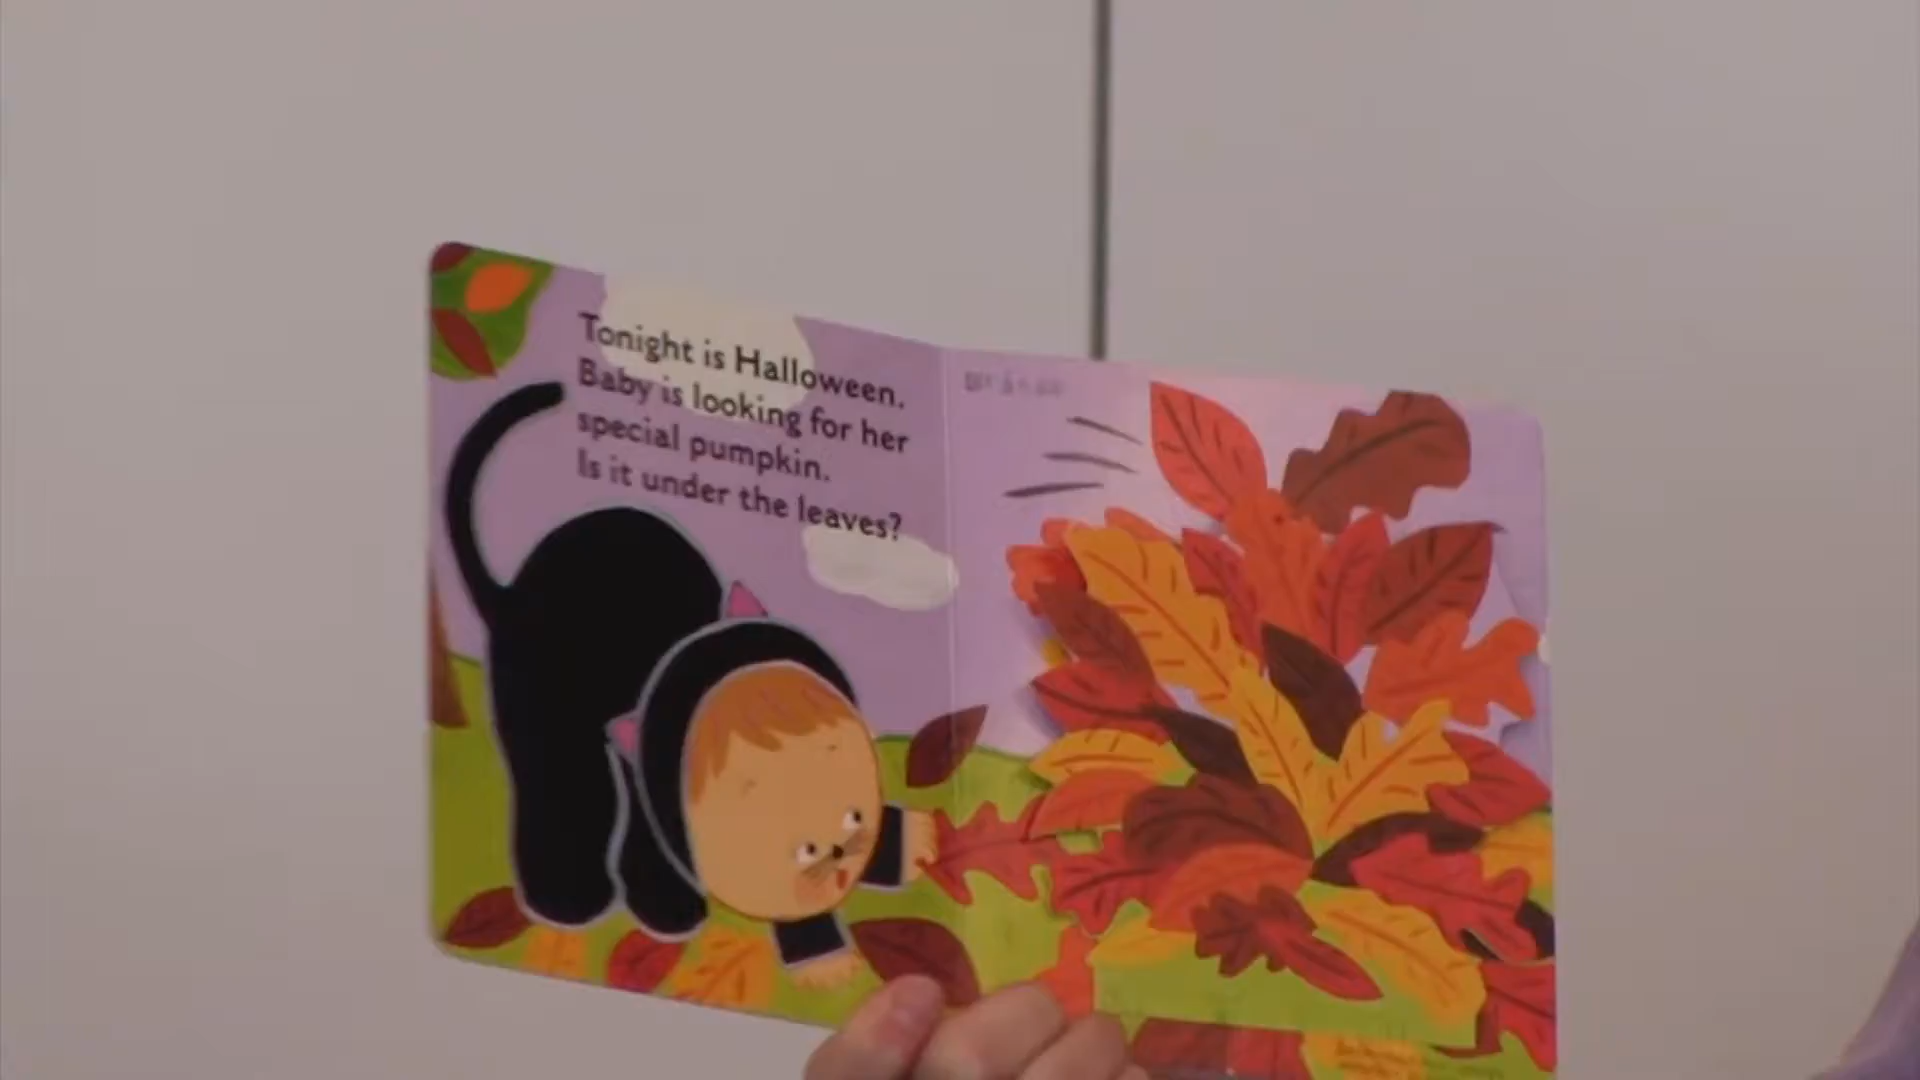 Tonight is Halloween.
Baby is looking for her
special pumpkin.
Is it under the leaves?